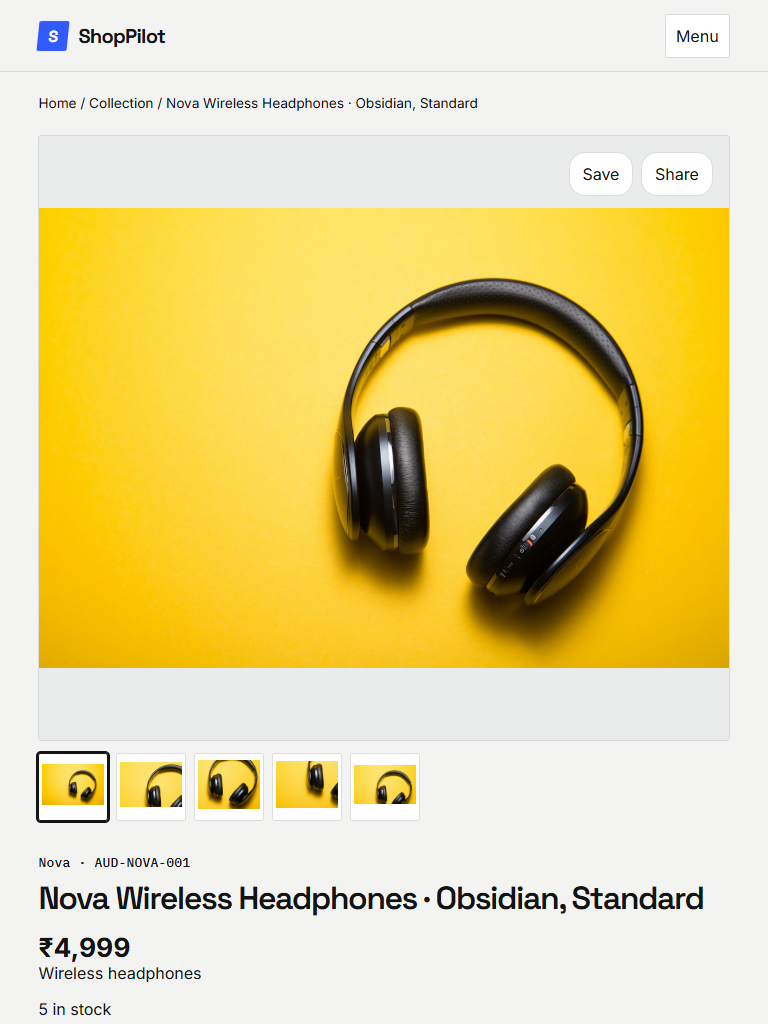 S ShopPilot
Menu
Home / Collection / Nova Wireless Headphones · Obsidian, Standard
Save
Share
Nova · AUD-NOVA-001
Nova Wireless Headphones · Obsidian, Standard
₹4,999
Wireless headphones
5 in stock